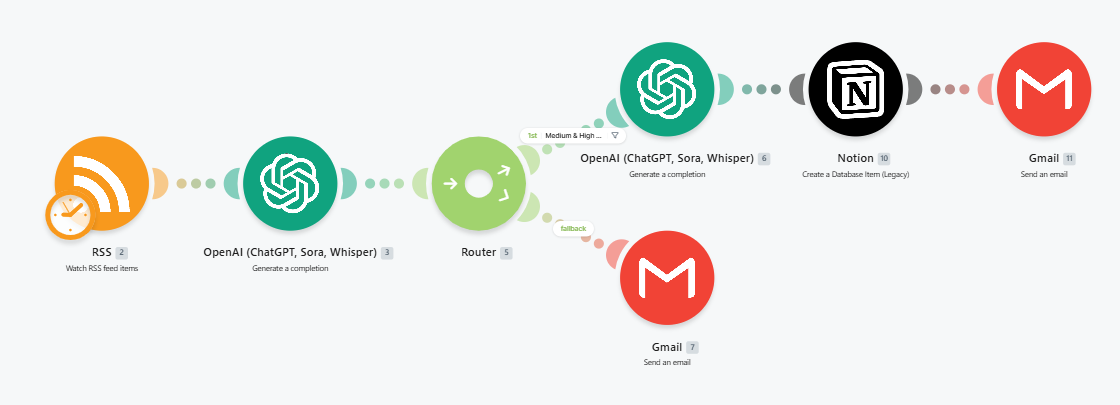 1st Medium & High ...
OpenAI (ChatGPT, Sora, Whisper) 6
Generate a completion
Notion 10
Create a Database Item (Legacy)
Gmail 11
Send an email
RSS 2
Watch RSS feed items
OpenAI (ChatGPT, Sora, Whisper) 3
Generate a completion
Router 5
fallback
Gmail 7
Send an email